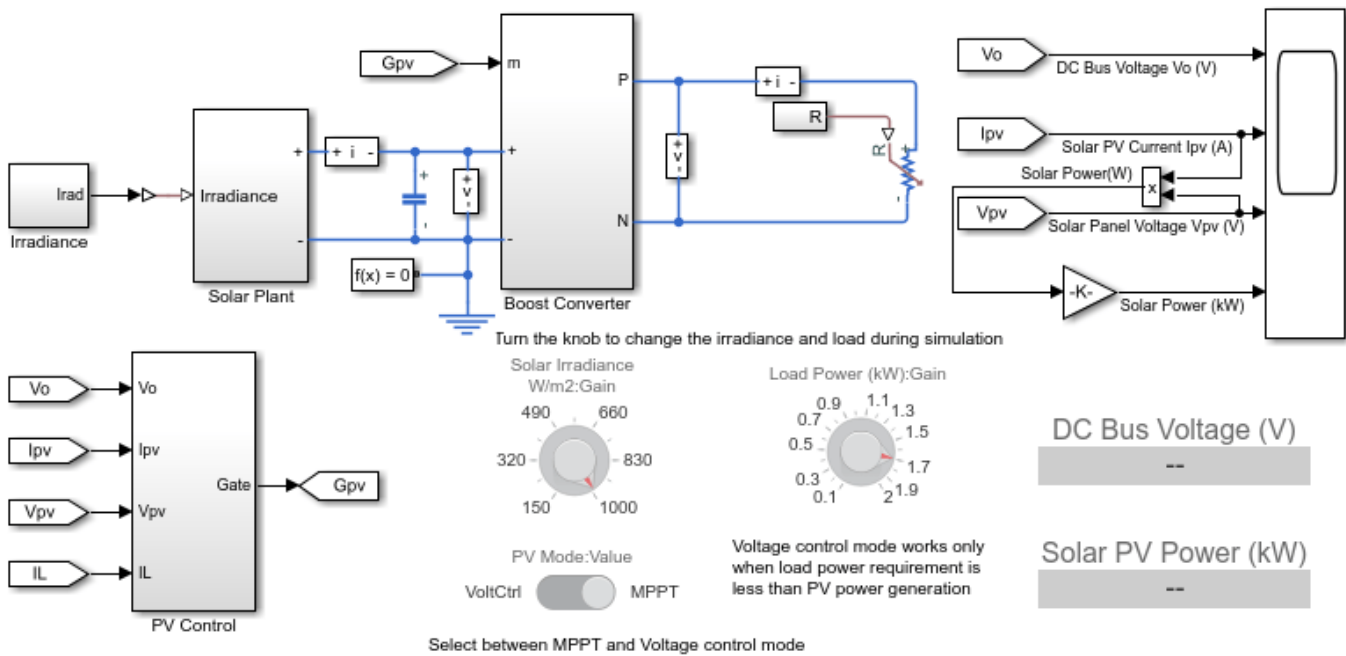 Gpv
m
P
N
+
-
+ i -
+
-
+
-
+ v -
+ v -
+ i -
R
R
+
-
Irad
Irradiance
Irradiance
+
-
Solar Plant
f(x) = 0
Boost Converter
Vo
DC Bus Voltage Vo (V)
Ipv
Solar PV Current Ipv (A)
Solar Power(W)
x
Vpv
Solar Panel Voltage Vpv (V)
-K-
Solar Power (kW)
Turn the knob to change the irradiance and load during simulation
Solar Irradiance
W/m2:Gain
490 660
320 830
150 1000
Load Power (kW):Gain
0.9 1.1
0.7 1.3
0.5 1.5
0.3 1.7
0.1 2 1.9
DC Bus Voltage (V)
--
Solar PV Power (kW)
--
Vo
Ipv
Vpv
IL
Vo
Ipv
Vpv
IL
Gate
Gpv
PV Control
PV Mode:Value
VoltCtrl MPPT
Voltage control mode works only
when load power requirement is
less than PV power generation
Select between MPPT and Voltage control mode